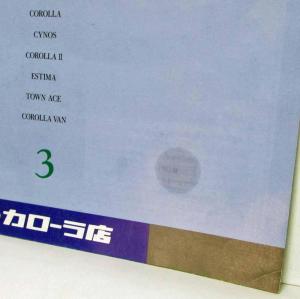 COROLLA
CYNOS
COROLLA II
ESTIMA
TOWN ACE
COROLLA VAN
3
カローラ店